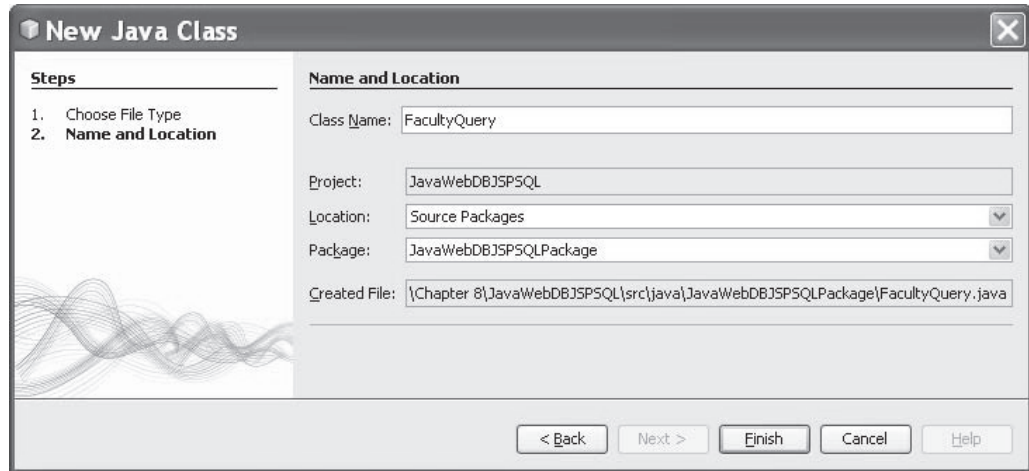 New Java Class
Steps
1. Choose File Type
2. Name and Location
Name and Location
Class Name: FacultyQuery
Project: JavaWebDBJSPSQL
Location: Source Packages
Package: JavaWebDBJSPSQLPackage
Created File: \Chapter 8\JavaWebDBJSPSQL\src\java\JavaWebDBJSPSQLPackage\FacultyQuery.java
< Back Next > Finish Cancel Help